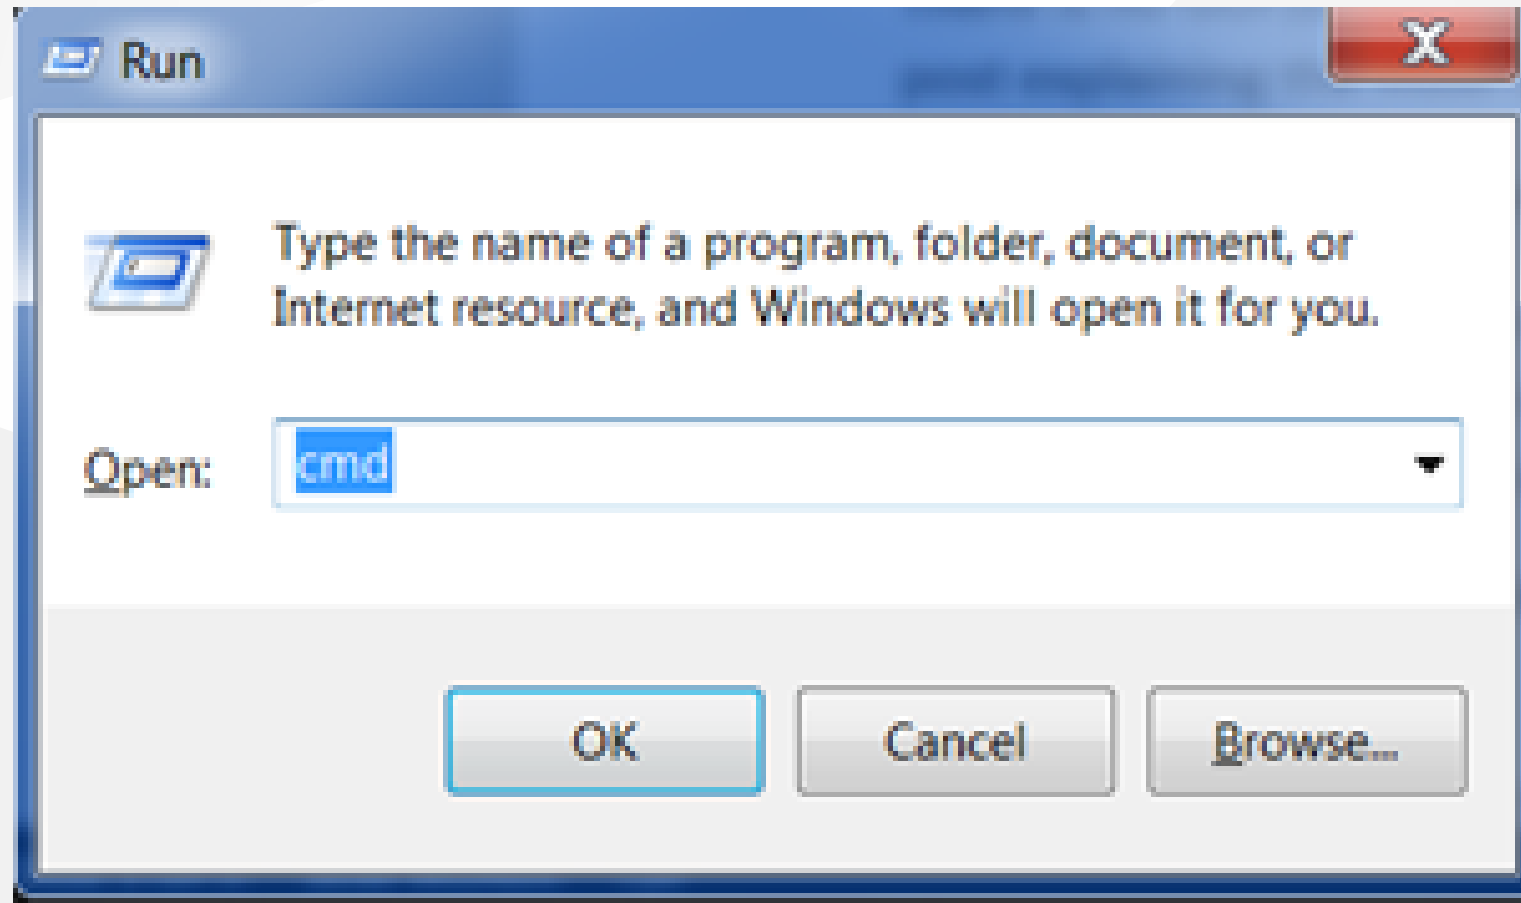 Run
Type the name of a program, folder, document, or
Internet resource, and Windows will open it for you.
Open:
cmd
OK
Cancel
Browse...